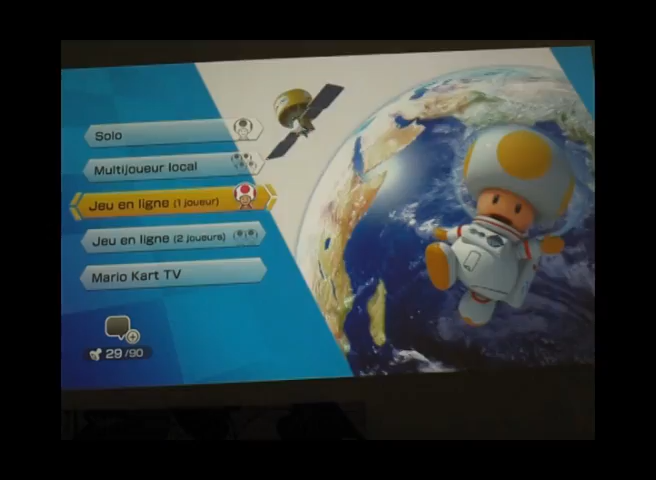 Solo
Multijoueur local
Jeu en ligne (1 joueur)
Jeu en ligne (2 joueurs)
Mario Kart TV
29/90